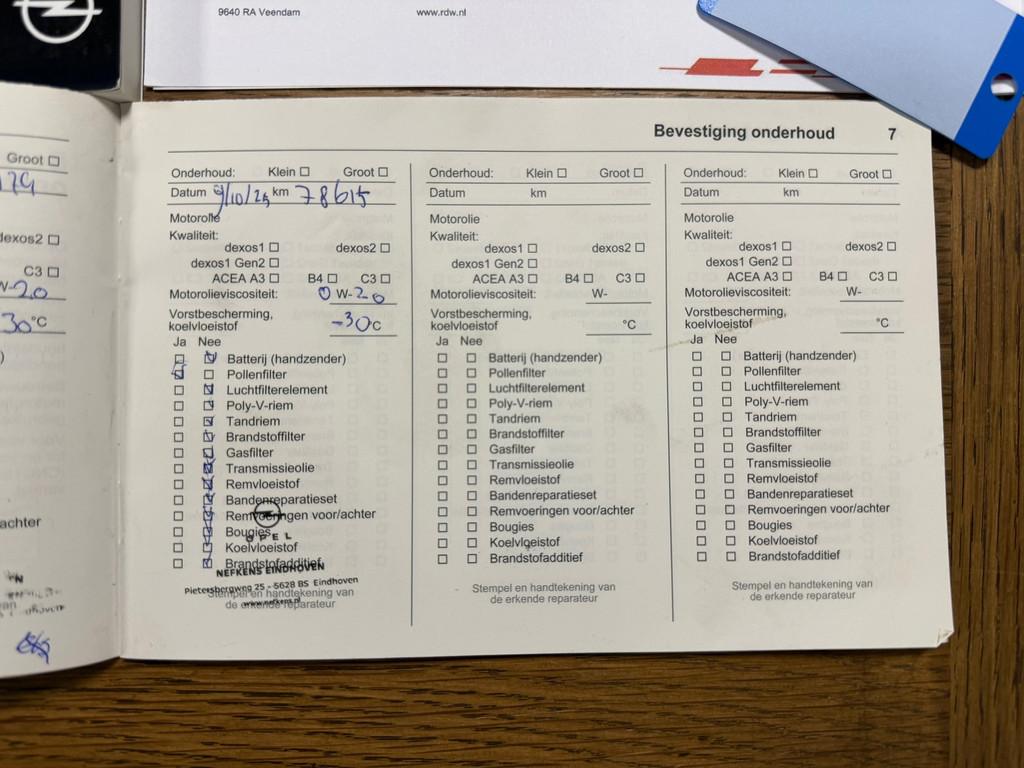 9640 RA Veendam
www.rdw.nl
Groot
dexos2
C3
W-20
30°C
achter
Bevestiging onderhoud 7
Onderhoud: Klein Groot
Datum 9/10/25 km 78615
Motorolie
Kwaliteit:
dexos1 dexos2
dexos1 Gen2
ACEA A3 B4 C3
Motorolieviscositeit: 0 W-20
Vorstbescherming,
koelvloeistof -30°C
Ja Nee
Batterij (handzender)
Pollenfilter
Luchtfilterelement
Poly-V-riem
Tandriem
Brandstoffilter
Gasfilter
Transmissieolie
Remvloeistof
Bandenreparatieset
Remvoeringen voor/achter
Bougies
Koelvloeistof
Brandstofadditief
OPEL
NEFKENS EINDHOVEN
Pietersbergweg 25 - 5628 BS Eindhoven
www.nefkens.nl
Stempel en handtekening van
de erkende reparateur
Onderhoud: Klein Groot
Datum km
Motorolie
Kwaliteit:
dexos1 dexos2
dexos1 Gen2
ACEA A3 B4 C3
Motorolieviscositeit: W-
Vorstbescherming,
koelvloeistof °C
Ja Nee
Batterij (handzender)
Pollenfilter
Luchtfilterelement
Poly-V-riem
Tandriem
Brandstoffilter
Gasfilter
Transmissieolie
Remvloeistof
Bandenreparatieset
Remvoeringen voor/achter
Bougies
Koelvloeistof
Brandstofadditief
Stempel en handtekening van
de erkende reparateur
Onderhoud: Klein Groot
Datum km
Motorolie
Kwaliteit:
dexos1 dexos2
dexos1 Gen2
ACEA A3 B4 C3
Motorolieviscositeit: W-
Vorstbescherming,
koelvloeistof °C
Ja Nee
Batterij (handzender)
Pollenfilter
Luchtfilterelement
Poly-V-riem
Tandriem
Brandstoffilter
Gasfilter
Transmissieolie
Remvloeistof
Bandenreparatieset
Remvoeringen voor/achter
Bougies
Koelvloeistof
Brandstofadditief
Stempel en handtekening van
de erkende reparateur